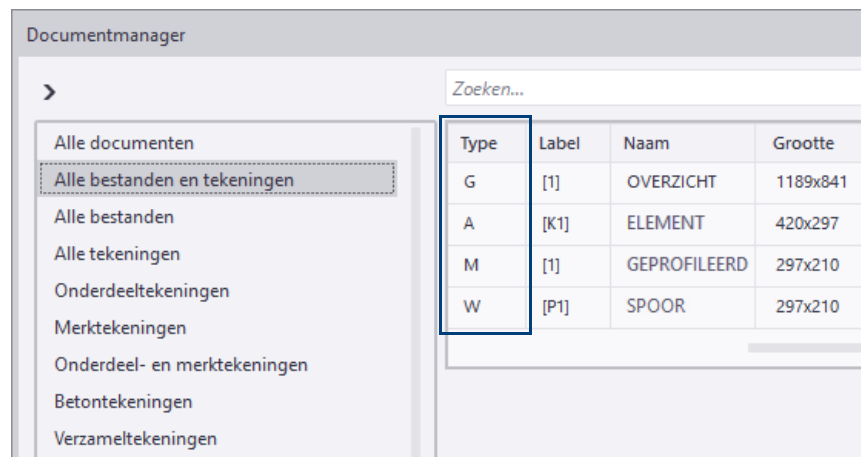 Documentmanager
Zoeken...
Alle documenten
Alle bestanden en tekeningen
Alle bestanden
Alle tekeningen
Onderdeeltekeningen
Merktekeningen
Onderdeel- en merktekeningen
Betontekeningen
Verzameltekeningen
Type Label Naam Grootte
G [1] OVERZICHT 1189x841
A [K1] ELEMENT 420x297
M [1] GEPROFILEERD 297x210
W [P1] SPOOR 297x210